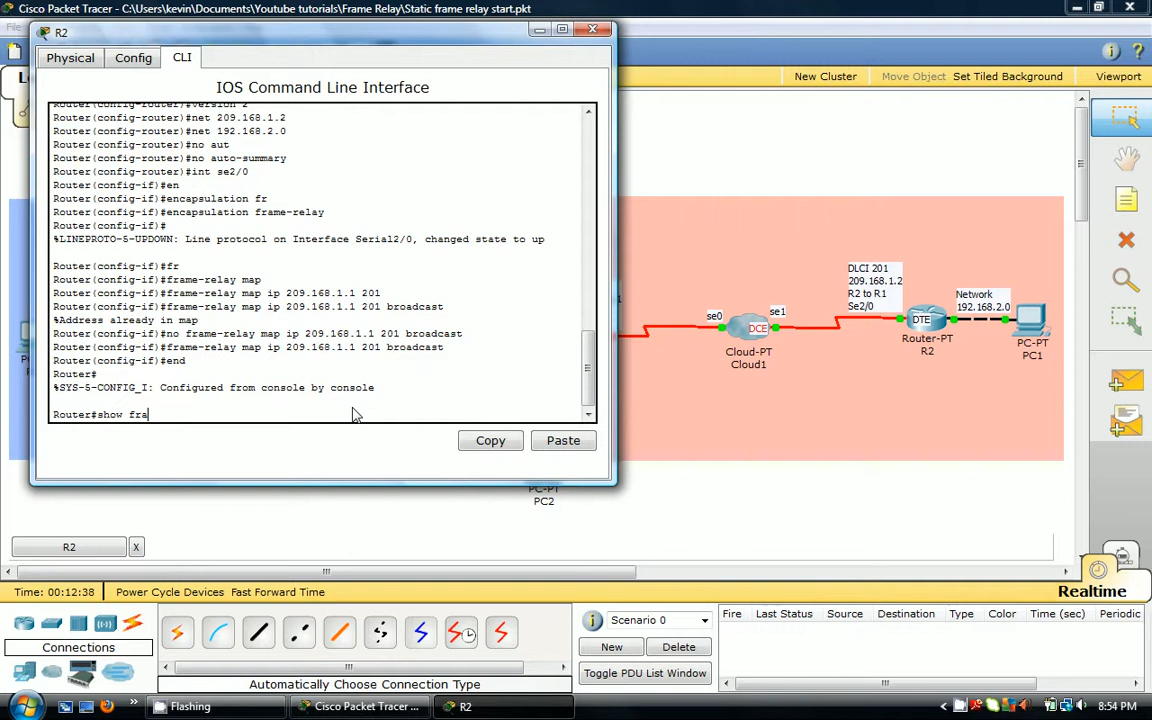 Cisco Packet Tracer - C:\Users\kevin\Documents\Youtube tutorials\Frame Relay\Static frame relay start.pkt
R2
Physical
Config
CLI
New Cluster
Move Object
Set Tiled Background
Viewport
IOS Command Line Interface
Router(config-router)#version 2
Router(config-router)#net 209.168.1.2
Router(config-router)#net 192.168.2.0
Router(config-router)#no aut
Router(config-router)#no auto-summary
Router(config-router)#int se2/0
Router(config-if)#en
Router(config-if)#encapsulation fr
Router(config-if)#encapsulation frame-relay
Router(config-if)#
%LINEPROTO-5-UPDOWN: Line protocol on Interface Serial2/0, changed state to up
Router(config-if)#fr
Router(config-if)#frame-relay map
Router(config-if)#frame-relay map ip 209.168.1.1 201
Router(config-if)#frame-relay map ip 209.168.1.1 201 broadcast
%Address already in map
Router(config-if)#no frame-relay map ip 209.168.1.1 201 broadcast
Router(config-if)#frame-relay map ip 209.168.1.1 201 broadcast
Router(config-if)#end
Router#
%SYS-5-CONFIG_I: Configured from console by console
Router#show fra
Copy
Paste
DLCI 201
209.168.1.2
R2 to R1
Se2/0
Network
192.168.2.0
se0
se1
DCE
DTE
Cloud-PT
Cloud1
Router-PT
R2
PC-PT
PC1
PC-PT
PC2
R2
X
Time: 00:12:38
Power Cycle Devices
Fast Forward Time
Realtime
Connections
Automatically Choose Connection Type
Scenario 0
New
Delete
Toggle PDU List Window
Fire
Last Status
Source
Destination
Type
Color
Time (sec)
Periodic
Flashing
Cisco Packet Tracer ...
R2
8:54 PM